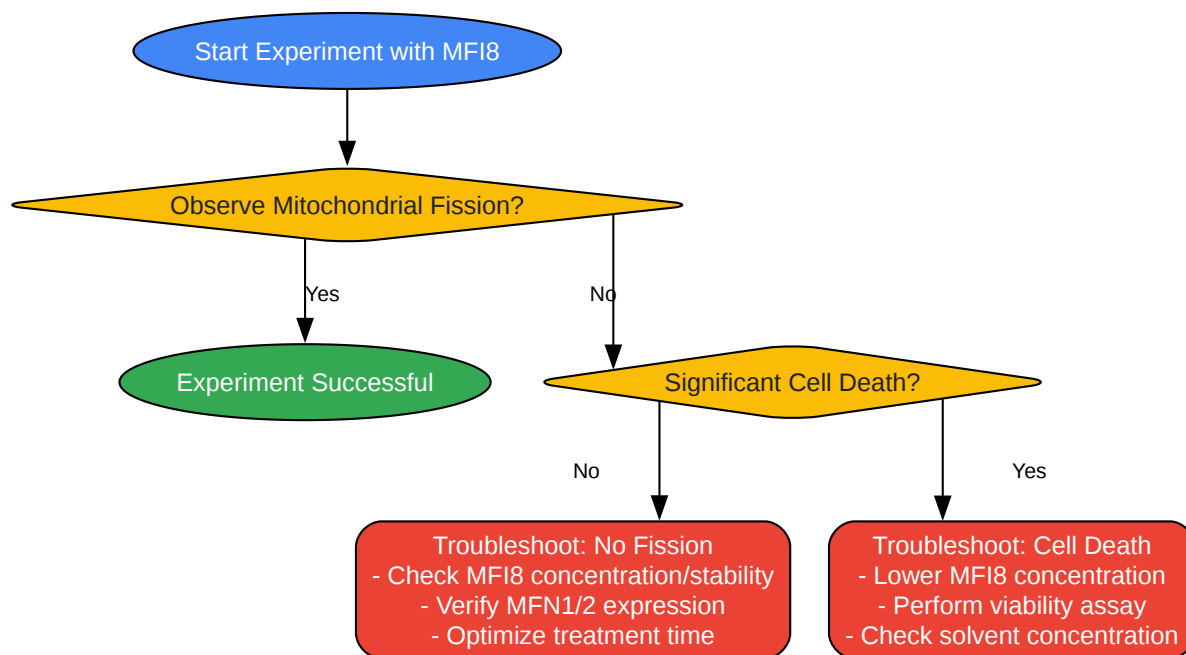 Start Experiment with MFI8
Observe Mitochondrial Fission?
Yes
No
Experiment Successful
Significant Cell Death?
No
Yes
Troubleshoot: No Fission
- Check MFI8 concentration/stability
- Verify MFN1/2 expression
- Optimize treatment time
Troubleshoot: Cell Death
- Lower MFI8 concentration
- Perform viability assay
- Check solvent concentration